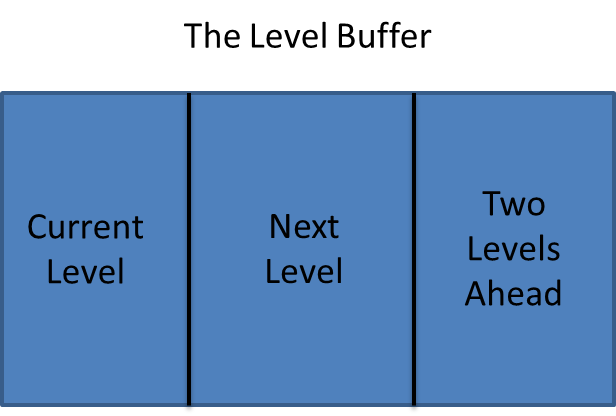 The Level Buffer
Current
Level
Next
Level
Two
Levels
Ahead